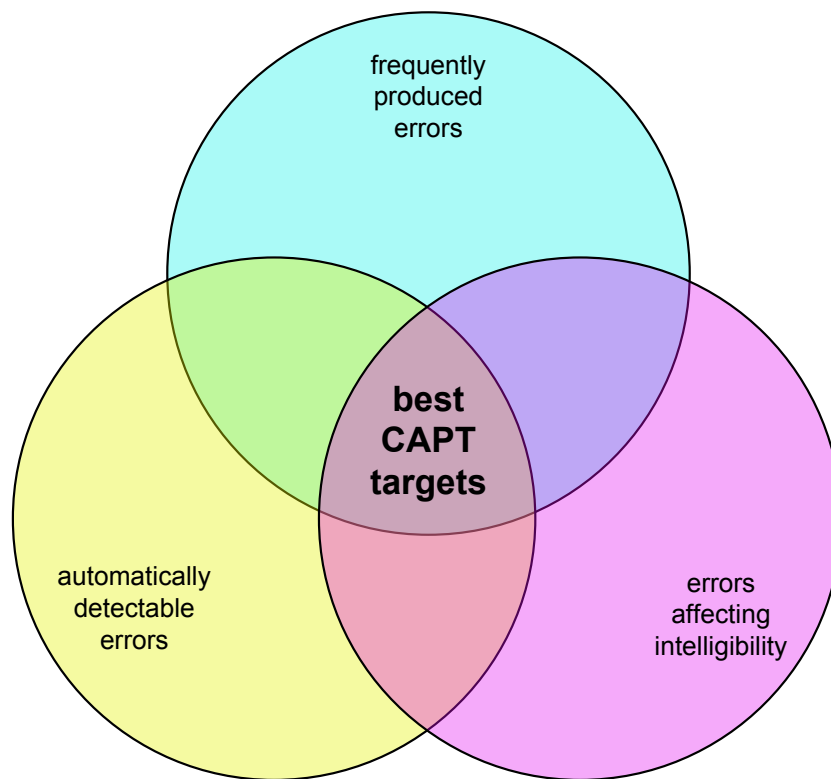 frequently
produced
errors
best
CAPT
targets
automatically
detectable
errors
errors
affecting
intelligibility